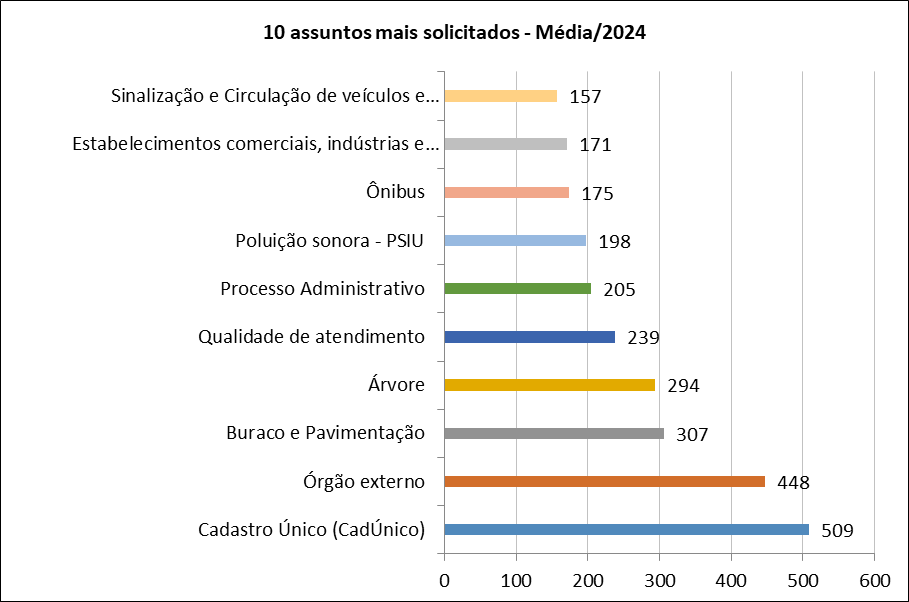 10 assuntos mais solicitados - Média/2024
Sinalização e Circulação de veículos e... 157
Estabelecimentos comerciais, indústrias e... 171
Ônibus 175
Poluição sonora - PSIU 198
Processo Administrativo 205
Qualidade de atendimento 239
Árvore 294
Buraco e Pavimentação 307
Órgão externo 448
Cadastro Único (CadÚnico) 509
0 100 200 300 400 500 600